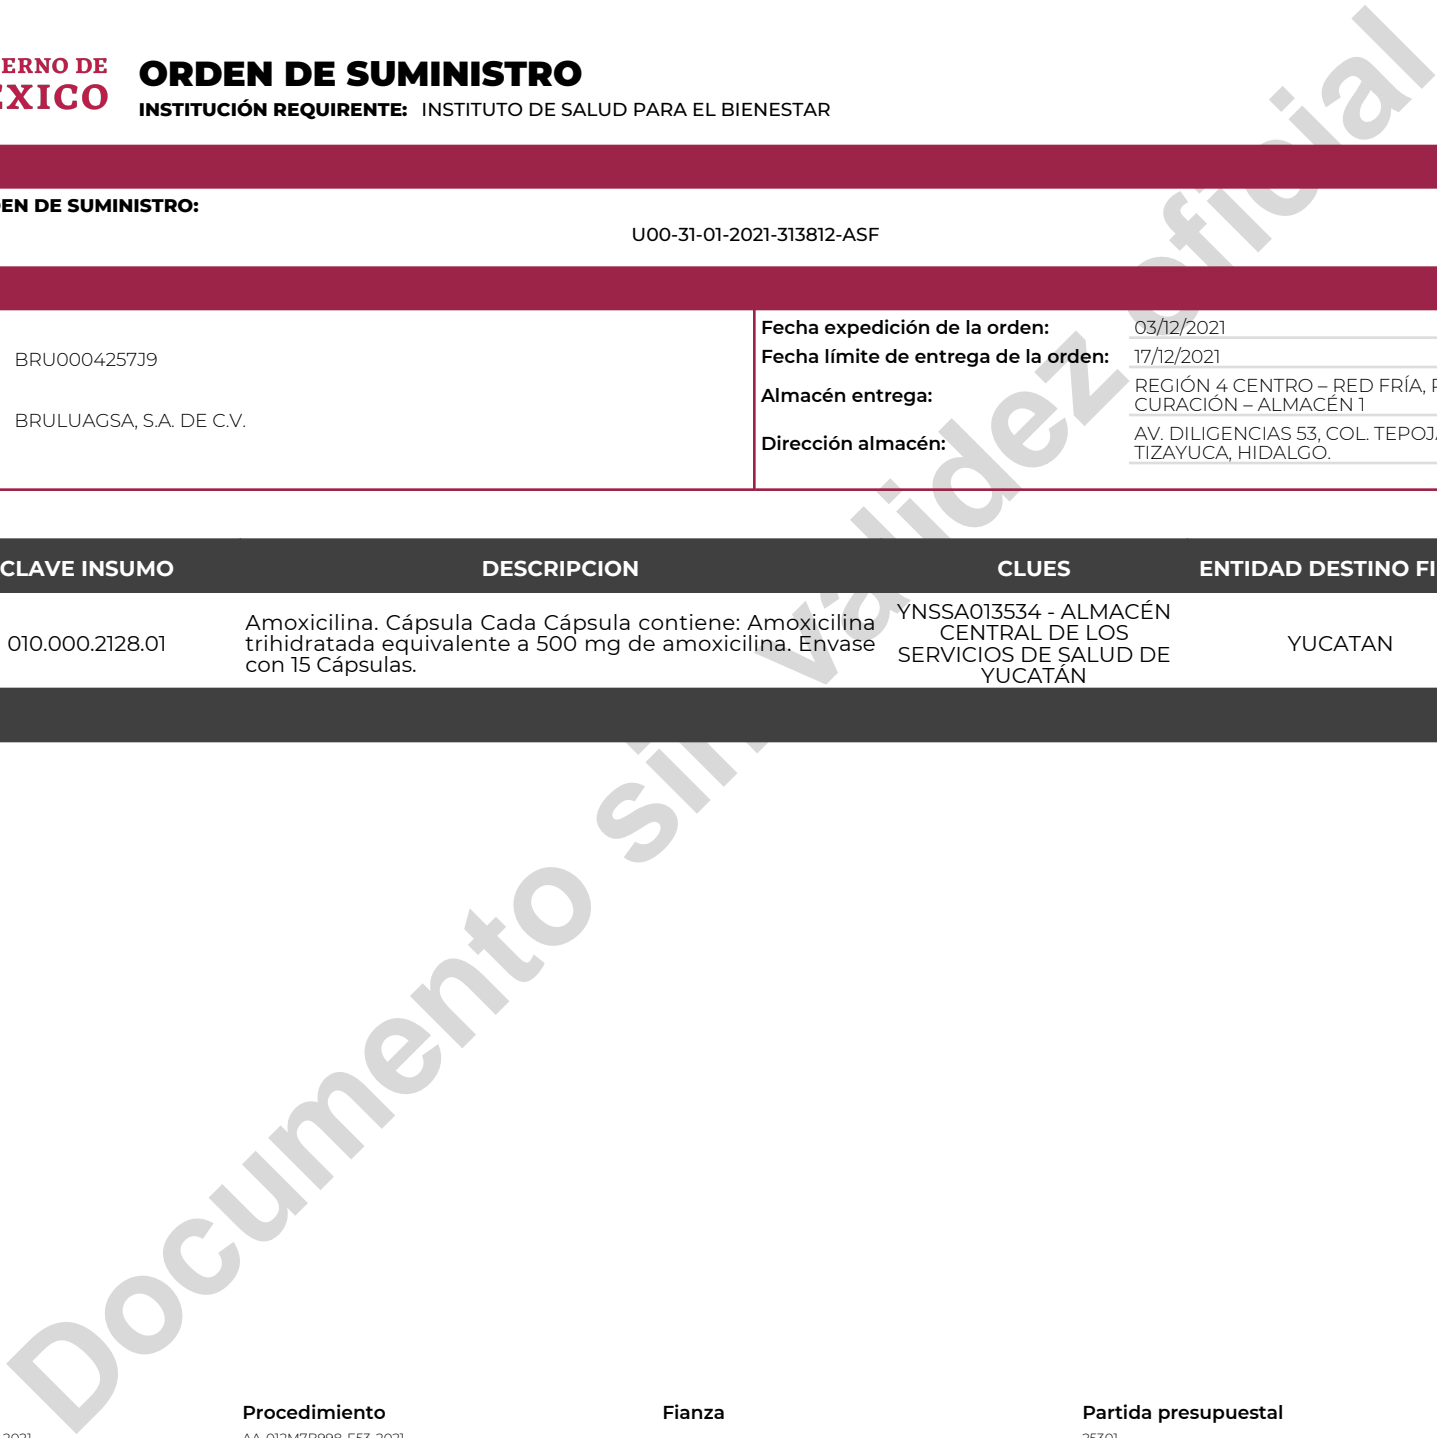 ERNO DE
EXICO
ORDEN DE SUMINISTRO
INSTITUCIÓN REQUIRENTE: INSTITUTO DE SALUD PARA EL BIENESTAR
EN DE SUMINISTRO:
U00-31-01-2021-313812-ASF
BRU0004257J9
BRULUAGSA, S.A. DE C.V.
Fecha expedición de la orden: 03/12/2021
Fecha límite de entrega de la orden: 17/12/2021
Almacén entrega: REGIÓN 4 CENTRO – RED FRÍA,
CURACIÓN – ALMACÉN 1
Dirección almacén: AV. DILIGENCIAS 53, COL. TEPOJ
TIZAYUCA, HIDALGO.
CLAVE INSUMO DESCRIPCION CLUES ENTIDAD DESTINO FI
010.000.2128.01
Amoxicilina. Cápsula Cada Cápsula contiene: Amoxicilina
trihidratada equivalente a 500 mg de amoxicilina. Envase
con 15 Cápsulas.
YNSSA013534 - ALMACÉN
CENTRAL DE LOS
SERVICIOS DE SALUD DE
YUCATÁN
YUCATAN
Documento sin validez oficial
Procedimiento Fianza Partida presupuestal